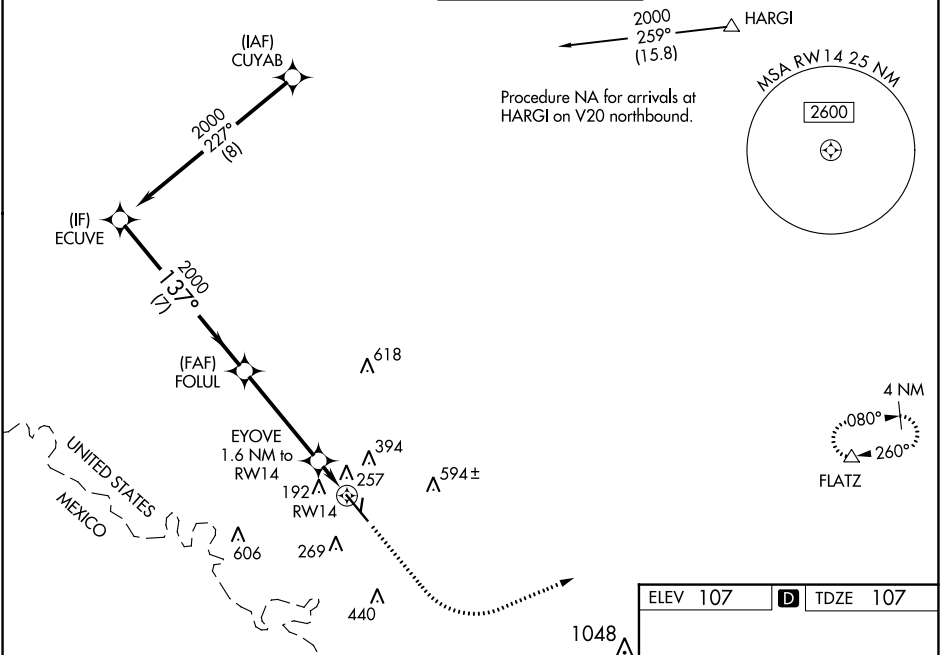 2000
259°
(15.8)
HARGI
(IAF)
CUYAB
MSA RW14 25 NM
2600
Procedure NA for arrivals at
HARGI on V20 northbound.
2000
227°
(8)
(IF)
ECUVE
2000
137°
(7)
(FAF)
FOLUL
618
4 NM
080°
260°
FLATZ
EYOVE
1.6 NM to
RW14
394
257
594±
192
RW14
UNITED STATES
MEXICO
606
269
440
ELEV 107 D TDZE 107
1048